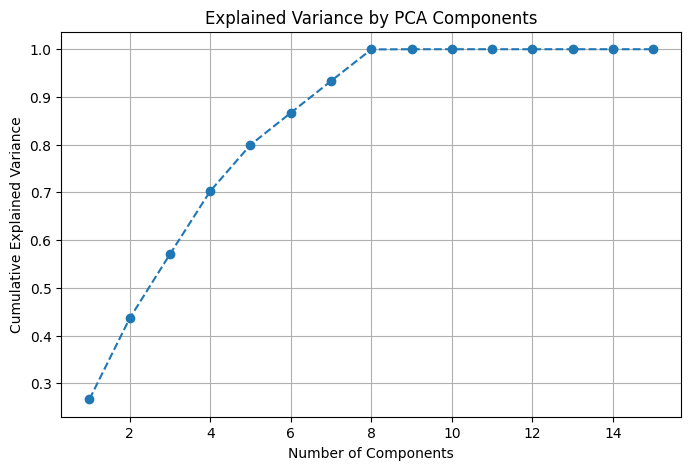 Explained Variance by PCA Components
Cumulative Explained Variance
1.0
0.9
0.8
0.7
0.6
0.5
0.4
0.3
2 4 6 8 10 12 14
Number of Components